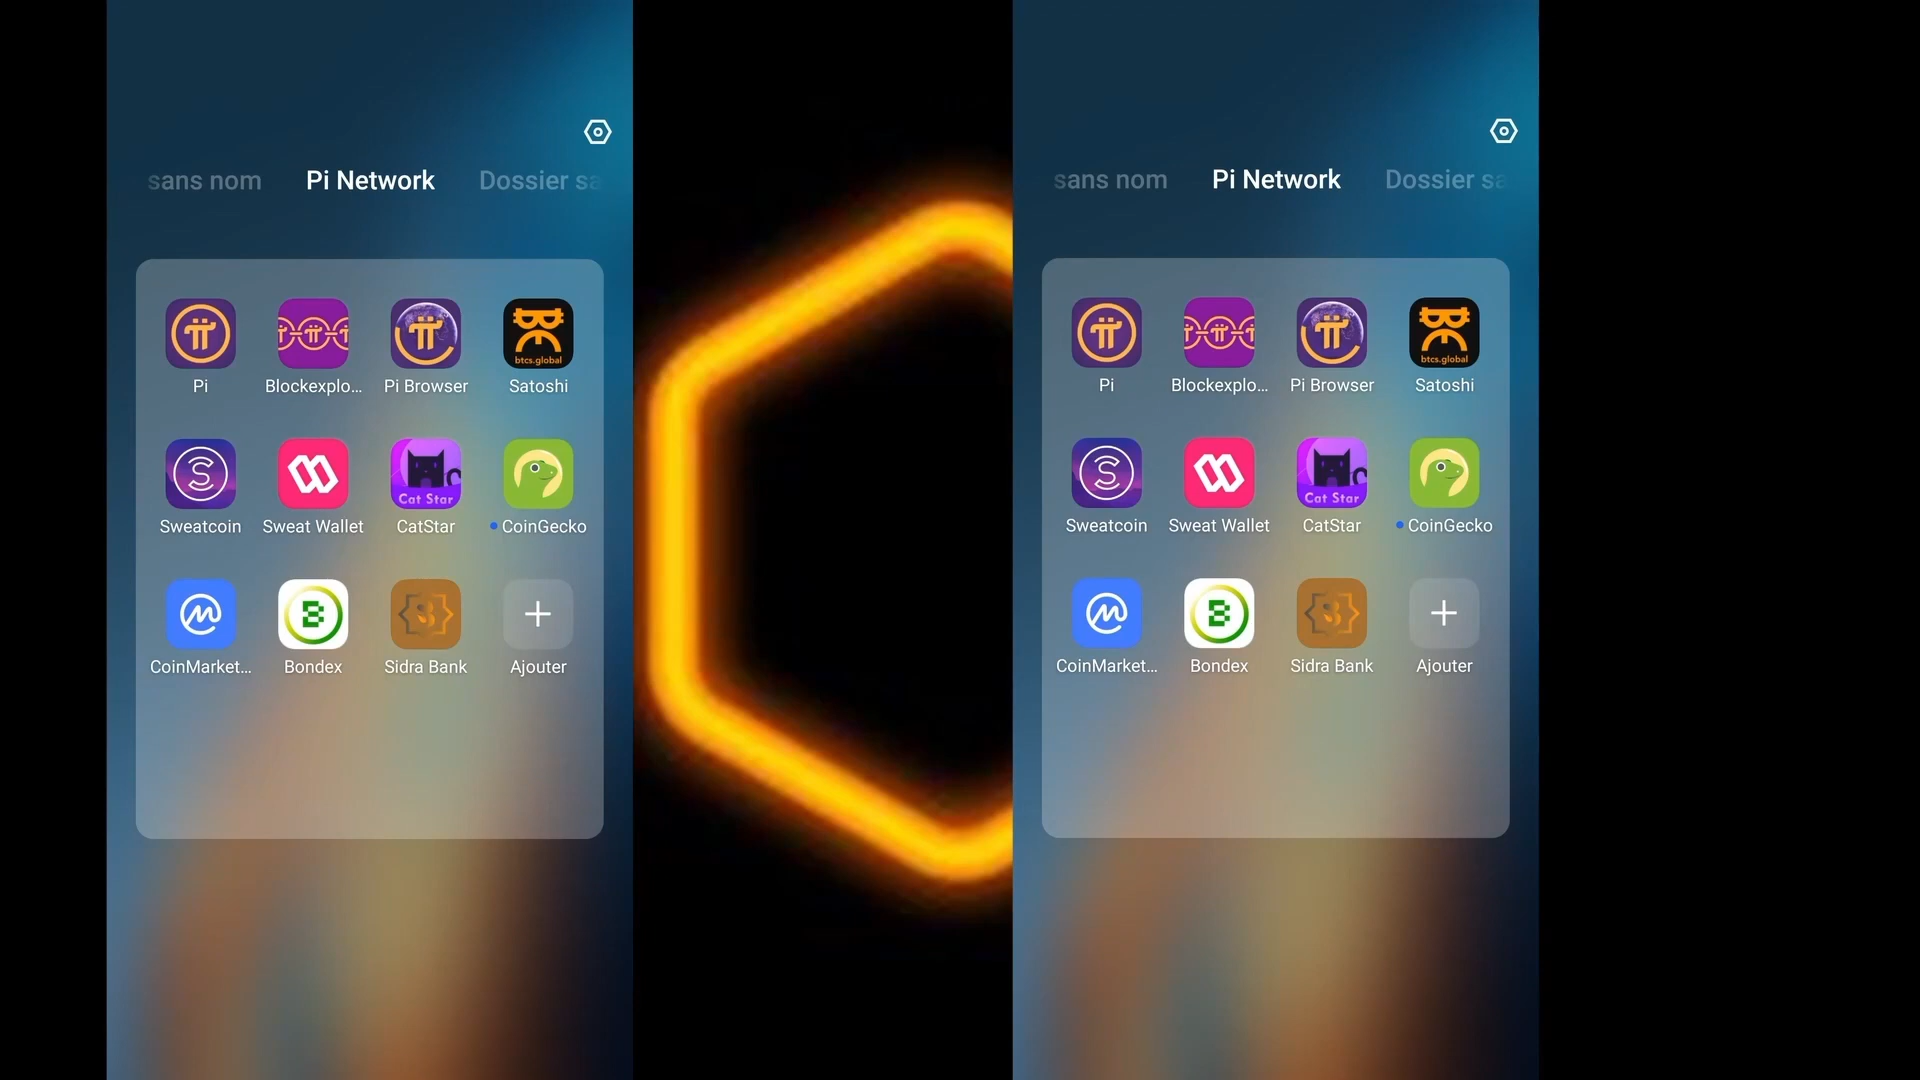 sans nom Pi Network Dossier sa
btcs.global
Pi Blockexplo... Pi Browser Satoshi
Cat Star
Sweatcoin Sweat Wallet CatStar CoinGecko
CoinMarket... Bondex Sidra Bank Ajouter
sans nom Pi Network Dossier sa
btcs.global
Pi Blockexplo... Pi Browser Satoshi
Cat Star
Sweatcoin Sweat Wallet CatStar CoinGecko
CoinMarket... Bondex Sidra Bank Ajouter